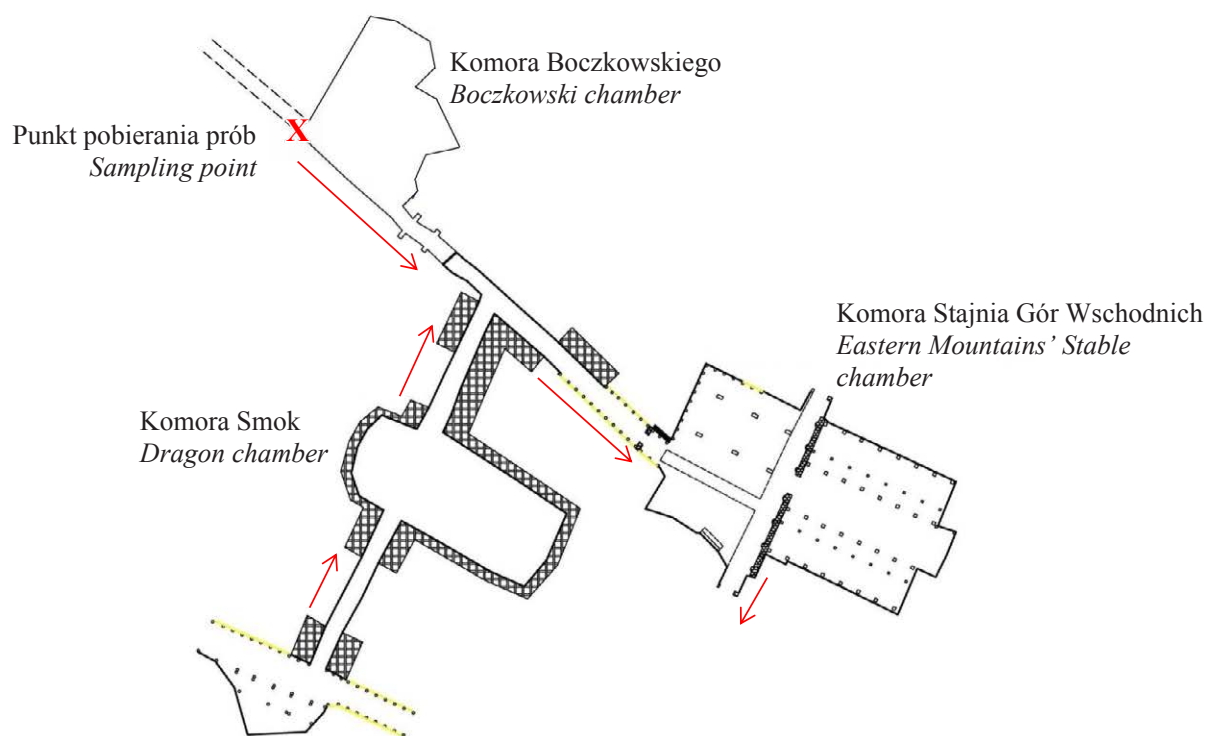 Komora Boczkowskiego
Boczkowski chamber
Punkt pobierania prób
Sampling point
X
Komora Stajnia Gór Wschodnich
Eastern Mountains’ Stable
chamber
Komora Smok
Dragon chamber